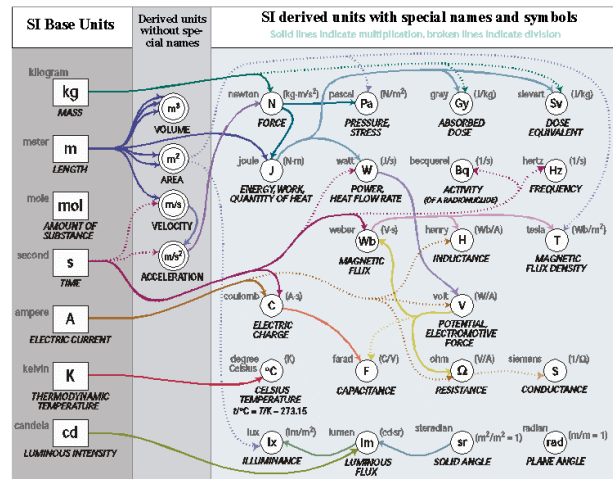 SI Base Units
Derived units
without spe-
cial names
SI derived units with special names and symbols
Solid lines indicate multiplication, broken lines indicate division
kilogram
kg
MASS
meter
m
LENGTH
mole
mol
AMOUNT OF
SUBSTANCE
second
s
TIME
ampere
A
ELECTRIC CURRENT
kelvin
K
THERMODYNAMIC
TEMPERATURE
candela
cd
LUMINOUS INTENSITY
m³
VOLUME
m²
AREA
m/s
VELOCITY
m/s²
ACCELERATION
newton N (kg·m/s²)
FORCE
pascal Pa (N/m²)
PRESSURE,
STRESS
gray Gy (J/kg)
ABSORBED
DOSE
sievert Sv (J/kg)
DOSE
EQUIVALENT
joule J (N·m)
ENERGY, WORK,
QUANTITY OF HEAT
watt W (J/s)
POWER,
HEAT FLOW RATE
becquerel Bq (1/s)
ACTIVITY
(OF A RADIONUCLIDE)
hertz Hz (1/s)
FREQUENCY
weber Wb (V·s)
MAGNETIC
FLUX
henry H (Wb/A)
INDUCTANCE
tesla T (Wb/m²)
MAGNETIC
FLUX DENSITY
coulomb C (A·s)
ELECTRIC
CHARGE
volt V (W/A)
POTENTIAL,
ELECTROMOTIVE
FORCE
degree
Celsius °C (K)
CELSIUS
TEMPERATURE
t/°C = T/K – 273.15
farad F (C/V)
CAPACITANCE
ohm Ω (V/A)
RESISTANCE
siemens S (1/Ω)
CONDUCTANCE
lux lx (lm/m²)
ILLUMINANCE
lumen lm (cd·sr)
LUMINOUS
FLUX
steradian sr (m²/m² = 1)
SOLID ANGLE
radian rad (m/m = 1)
PLANE ANGLE